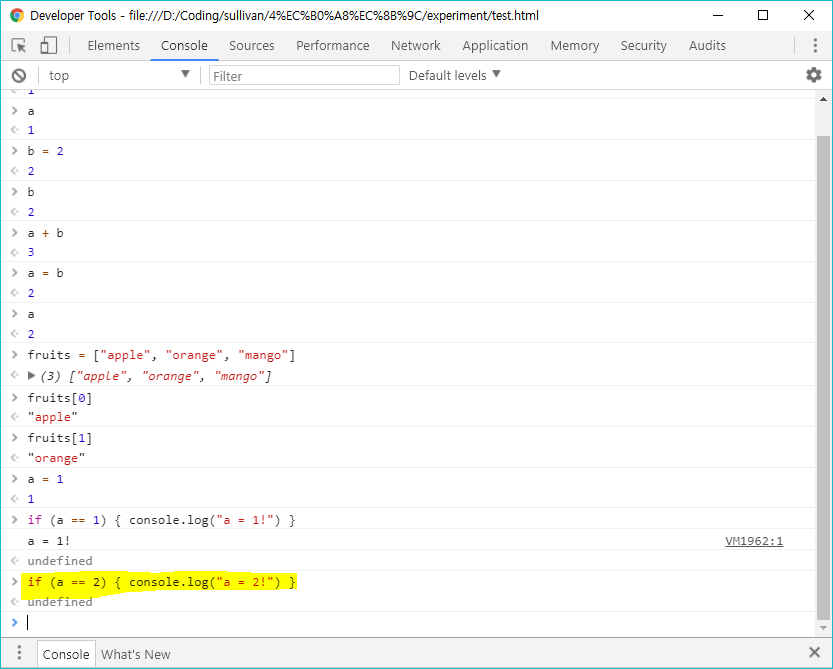 Developer Tools - file:///D:/Coding/sullivan/4%EC%B0%A8%EC%8B%9C/experiment/test.html
Elements Console Sources Performance Network Application Memory Security Audits
top Filter Default levels
1
> a
1
> b = 2
2
> b
2
> a + b
3
> a = b
2
> a
2
> fruits = ["apple", "orange", "mango"]
(3) ["apple", "orange", "mango"]
> fruits[0]
"apple"
> fruits[1]
"orange"
> a = 1
1
> if (a == 1) { console.log("a = 1!") }
a = 1! VM1962:1
undefined
> if (a == 2) { console.log("a = 2!") }
undefined
>
Console What's New